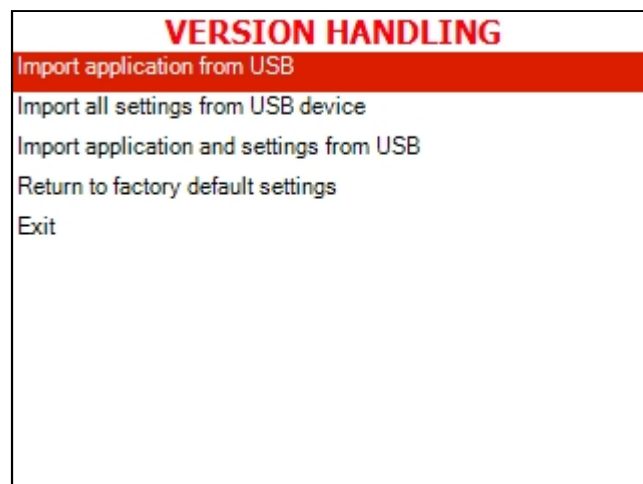 VERSION HANDLING
Import application from USB
Import all settings from USB device
Import application and settings from USB
Return to factory default settings
Exit